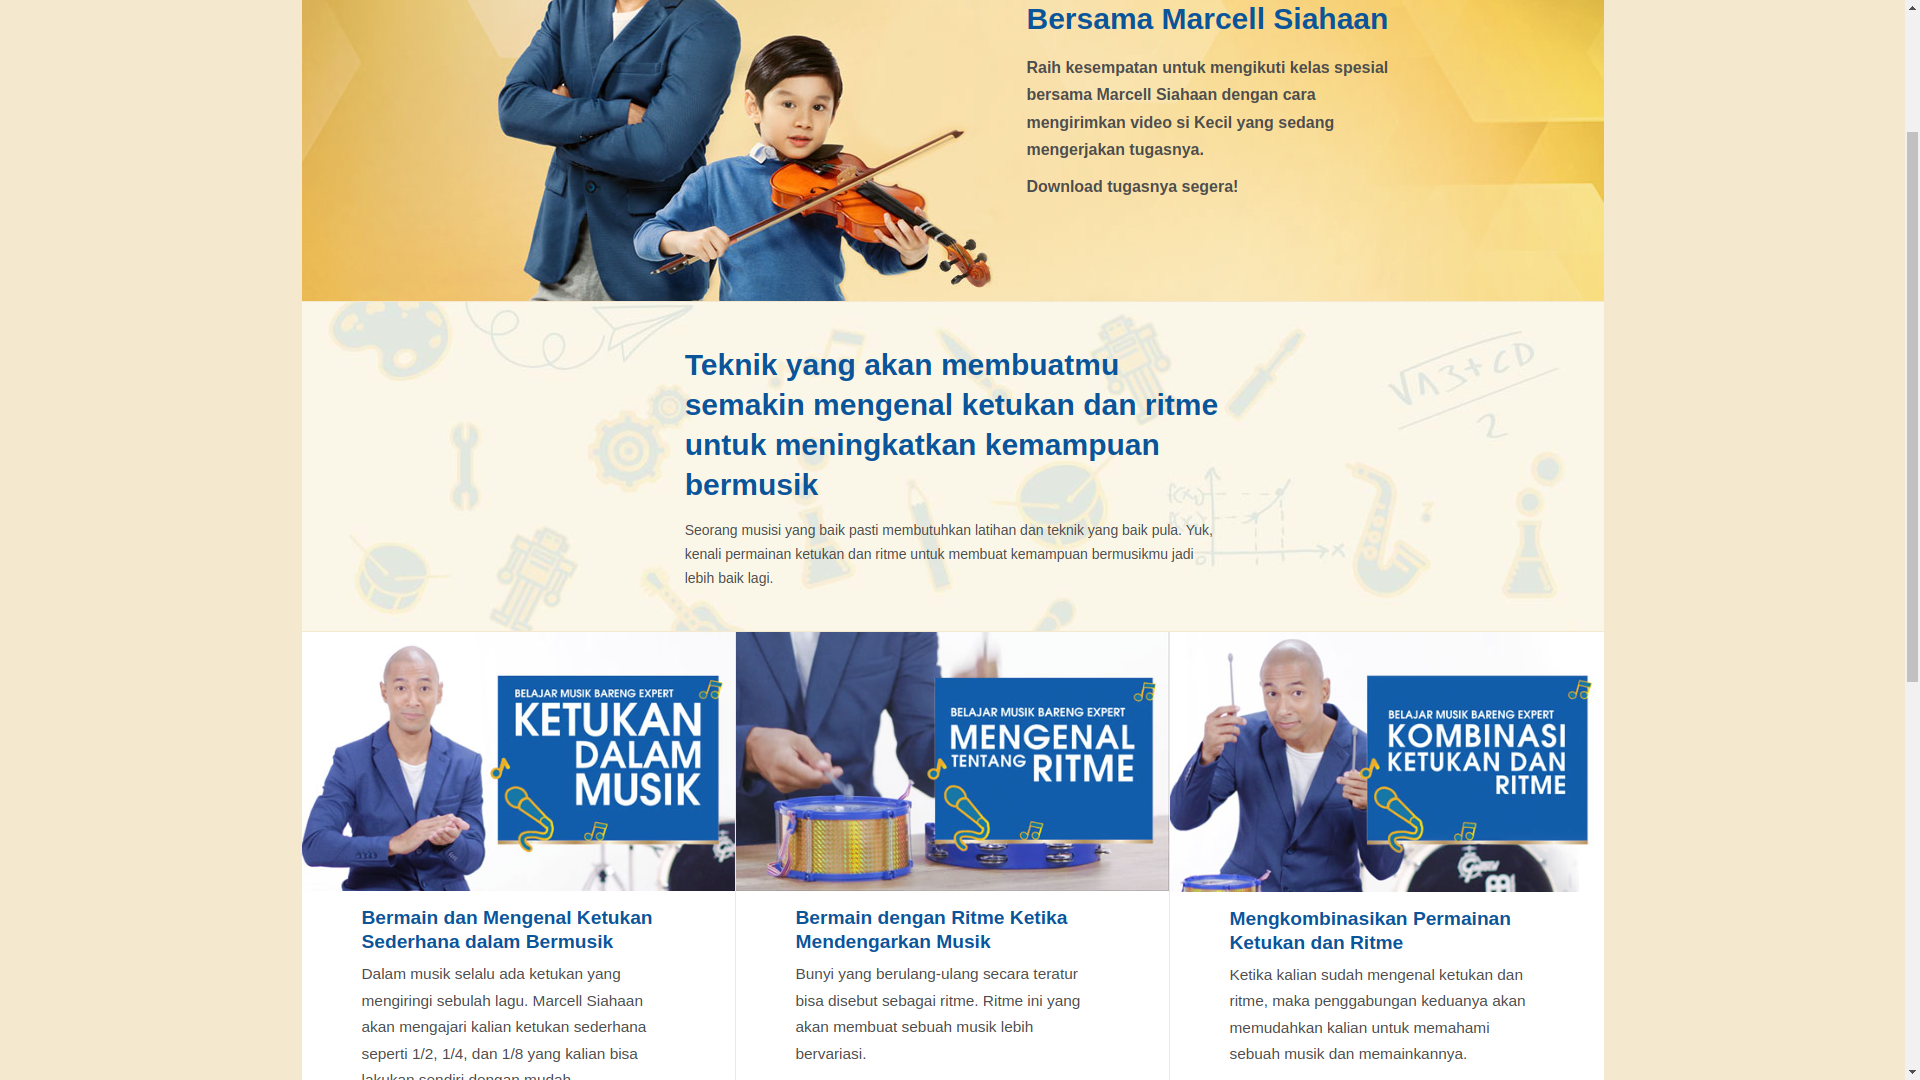 Bersama Marcell Siahaan
Raih kesempatan untuk mengikuti kelas spesial
bersama Marcell Siahaan dengan cara
mengirimkan video si Kecil yang sedang
mengerjakan tugasnya.
Download tugasnya segera!
√A3+CD
2
Teknik yang akan membuatmu
semakin mengenal ketukan dan ritme
untuk meningkatkan kemampuan
bermusik
Seorang musisi yang baik pasti membutuhkan latihan dan teknik yang baik pula. Yuk,
kenali permainan ketukan dan ritme untuk membuat kemampuan bermusikmu jadi
lebih baik lagi.
BELAJAR MUSIK BARENG EXPERT
KETUKAN
DALAM
MUSIK
Bermain dan Mengenal Ketukan
Sederhana dalam Bermusik
Dalam musik selalu ada ketukan yang
mengiringi sebulah lagu. Marcell Siahaan
akan mengajari kalian ketukan sederhana
seperti 1/2, 1/4, dan 1/8 yang kalian bisa
lakukan sendiri dengan mudah.
BELAJAR MUSIK BARENG EXPERT
MENGENAL
TENTANG RITME
Bermain dengan Ritme Ketika
Mendengarkan Musik
Bunyi yang berulang-ulang secara teratur
bisa disebut sebagai ritme. Ritme ini yang
akan membuat sebuah musik lebih
bervariasi.
BELAJAR MUSIK BARENG EXPERT
KOMBINASI
KETUKAN DAN
RITME
Mengkombinasikan Permainan
Ketukan dan Ritme
Ketika kalian sudah mengenal ketukan dan
ritme, maka penggabungan keduanya akan
memudahkan kalian untuk memahami
sebuah musik dan memainkannya.